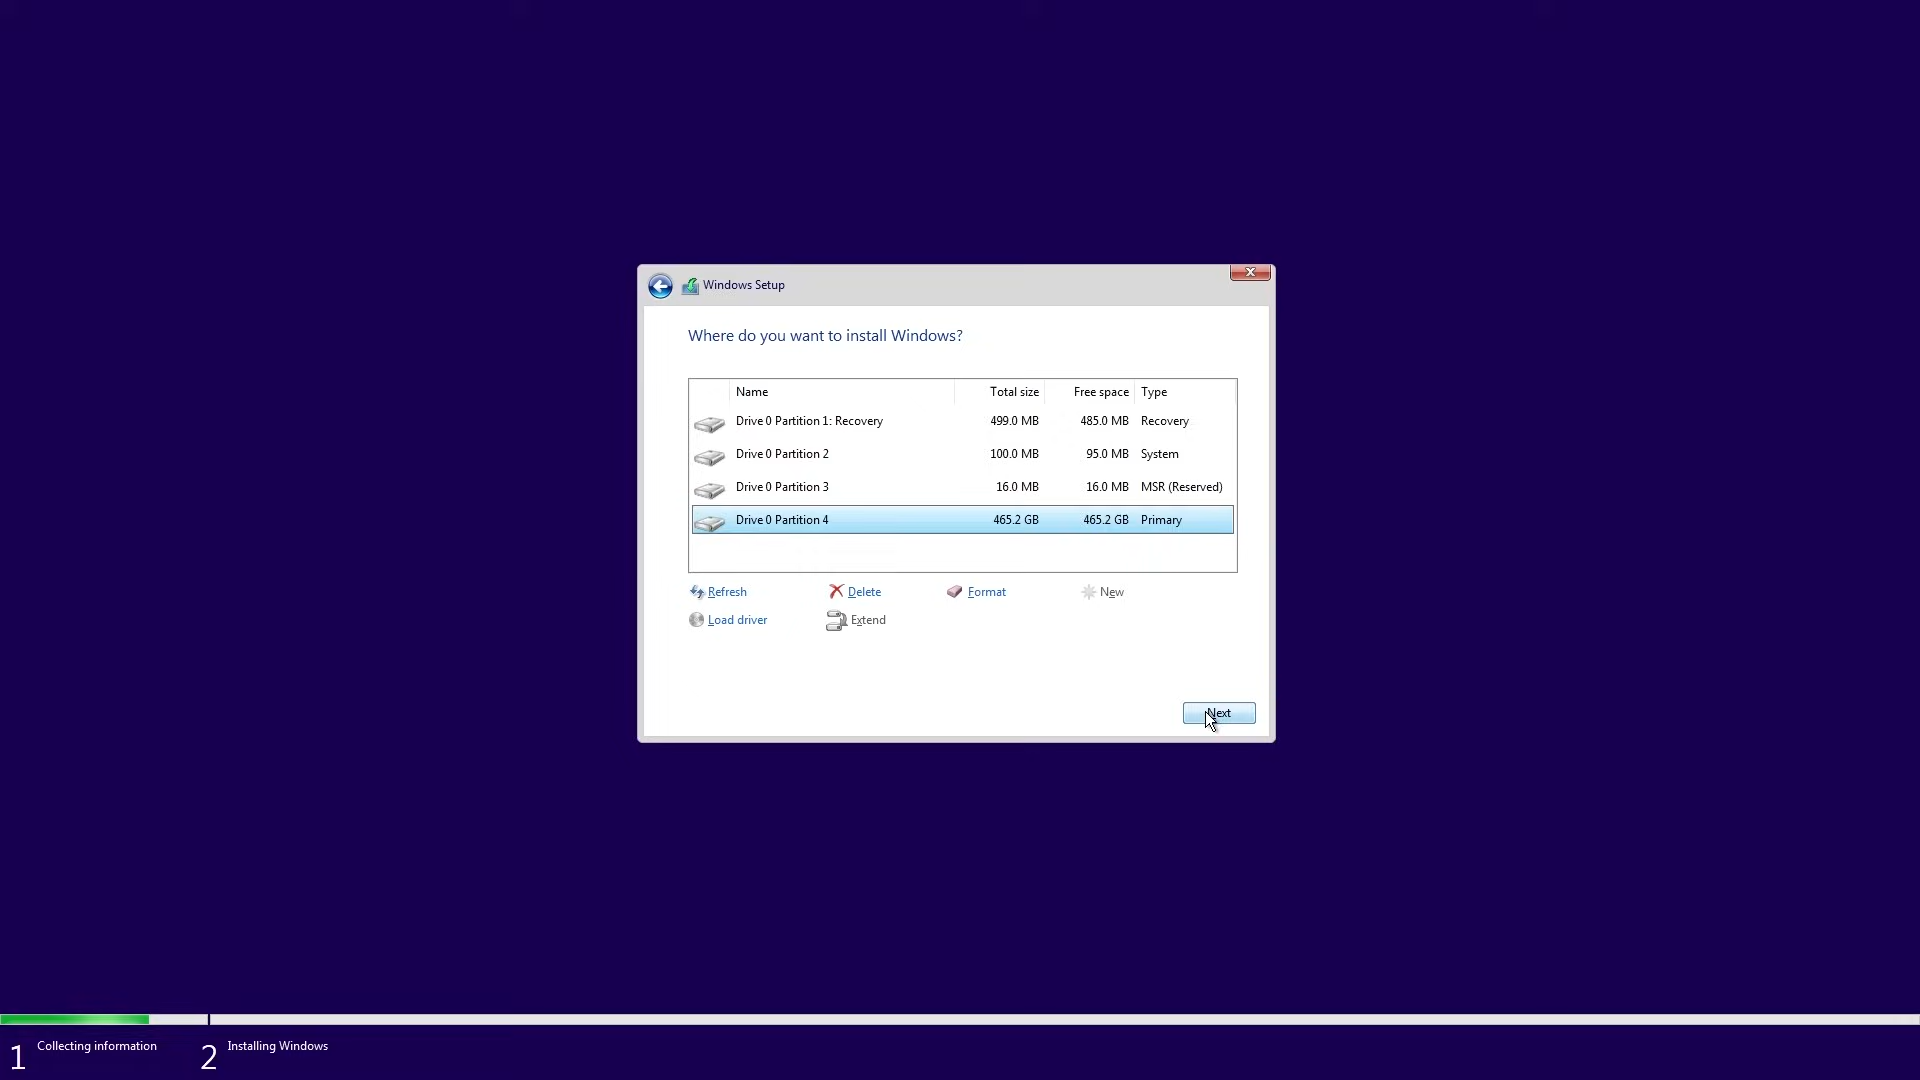 Windows Setup
Where do you want to install Windows?
Name Total size Free space Type
Drive 0 Partition 1: Recovery 499.0 MB 485.0 MB Recovery
Drive 0 Partition 2 100.0 MB 95.0 MB System
Drive 0 Partition 3 16.0 MB 16.0 MB MSR (Reserved)
Drive 0 Partition 4 465.2 GB 465.2 GB Primary
Refresh Delete Format New
Load driver Extend
Next
1 Collecting information 2 Installing Windows